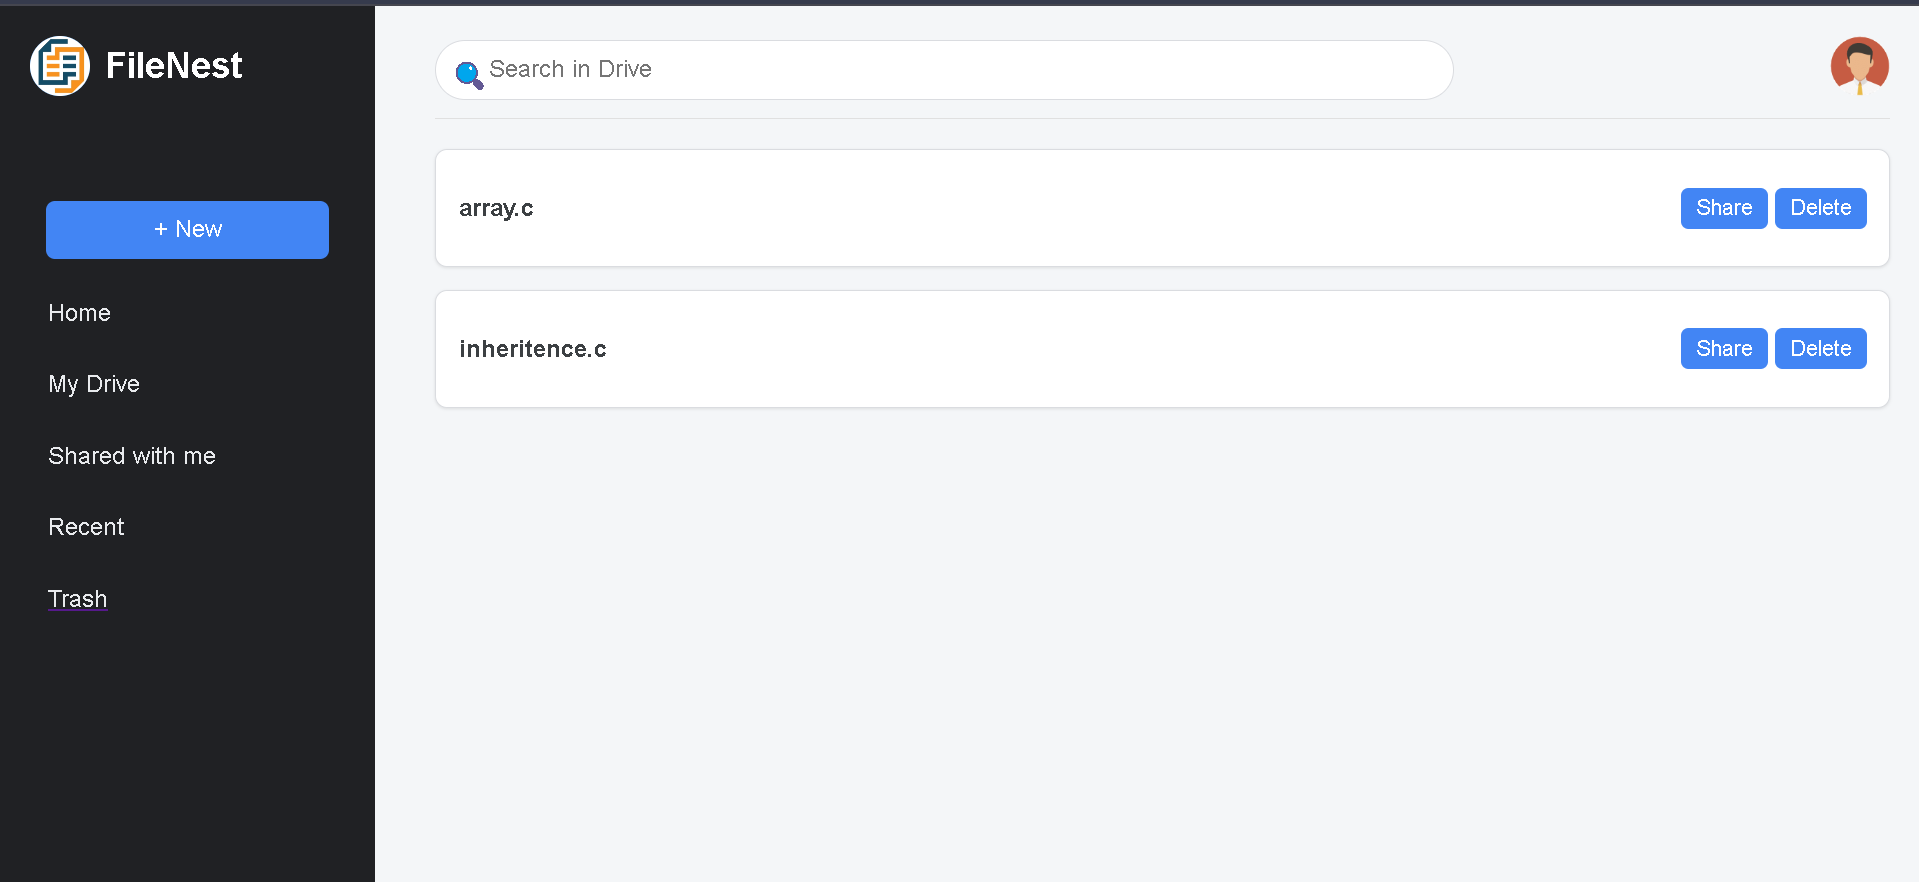 FileNest
+ New
Home
My Drive
Shared with me
Recent
Trash
Search in Drive
array.c
Share
Delete
inheritence.c
Share
Delete